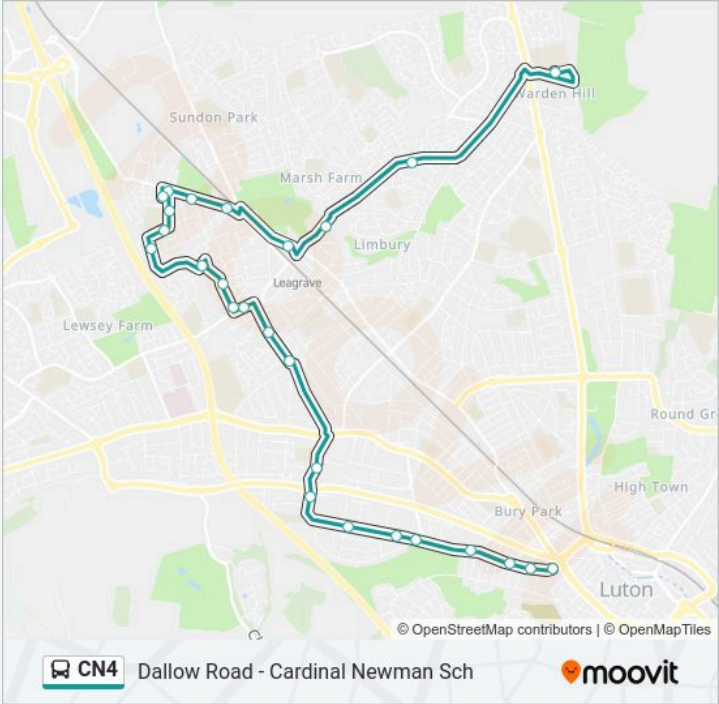 Warden Hill
Sundon Park
Marsh Farm
Limbury
Leagrave
Lewsey Farm
Round Gr
High Town
Bury Park
Luton
© OpenStreetMap contributors | © OpenMapTiles
CN4 Dallow Road - Cardinal Newman Sch
moovit